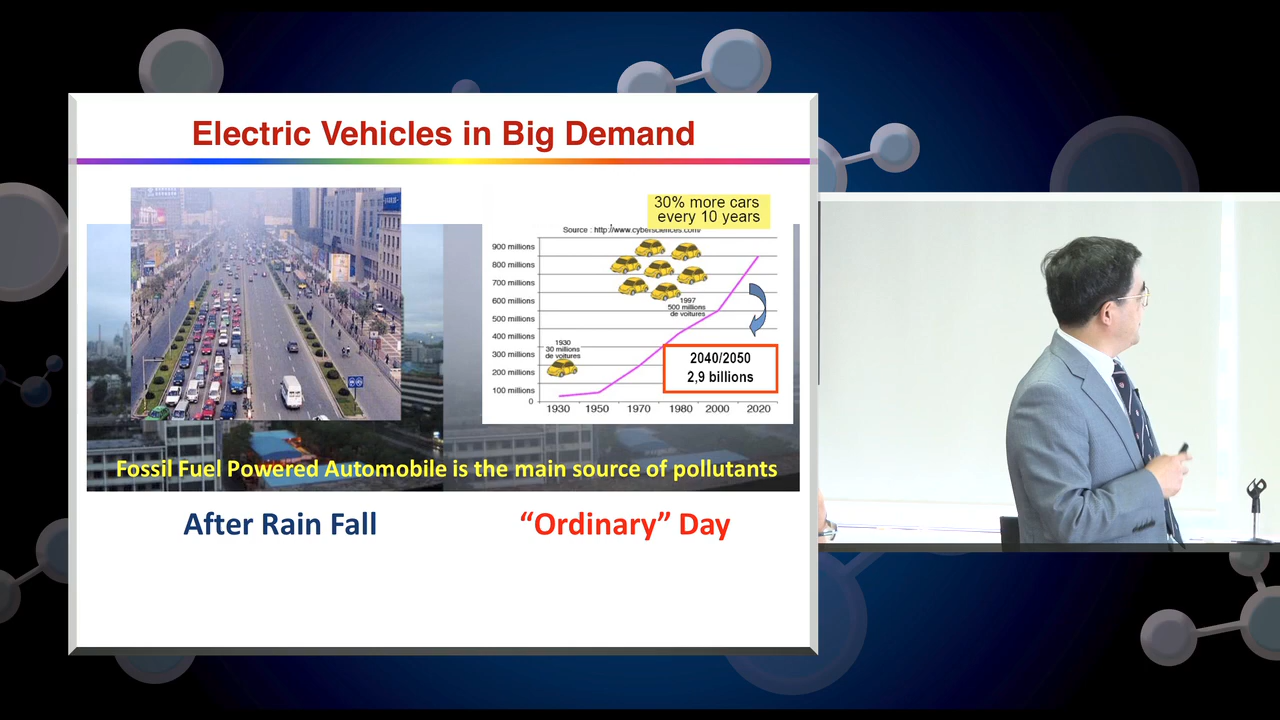 Electric Vehicles in Big Demand
30% more cars
every 10 years
Source : http://www.cybersciences.com/
900 millions
800 millions
700 millions
600 millions
500 millions
400 millions
300 millions
200 millions
100 millions
0
1930
30 millions
de voitures
1997
500 millions
de voitures
2040/2050
2,9 billions
1930 1950 1970 1980 2000 2020
Fossil Fuel Powered Automobile is the main source of pollutants
After Rain Fall
“Ordinary” Day